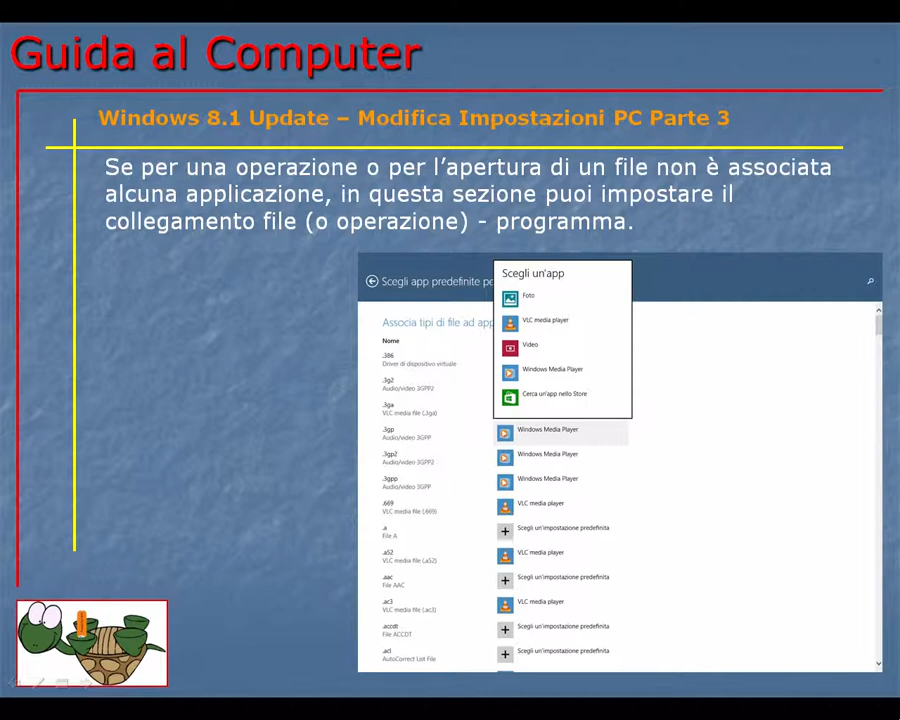 Guida al Computer
Windows 8.1 Update – Modifica Impostazioni PC Parte 3
Se per una operazione o per l’apertura di un file non è associata
alcuna applicazione, in questa sezione puoi impostare il
collegamento file (o operazione) - programma.
Scegli app predefinite pe
Scegli un'app
Foto
VLC media player
Video
Windows Media Player
Cerca un'app nello Store
Associa tipi di file ad app
Nome
.386
Driver di dispositivo virtuale
.3g2
Audio/video 3GPP2
.3ga
VLC media file (.3ga)
.3gp
Audio/video 3GPP
Windows Media Player
.3gp2
Audio/video 3GPP2
Windows Media Player
.3gpp
Audio/video 3GPP
Windows Media Player
.669
VLC media file (.669)
VLC media player
.a
File A
Scegli un'impostazione predefinita
.a52
VLC media file (.a52)
VLC media player
.aac
File AAC
Scegli un'impostazione predefinita
.ac3
VLC media file (.ac3)
VLC media player
.accdt
File ACCDT
Scegli un'impostazione predefinita
.acl
AutoCorrect List File
Scegli un'impostazione predefinita